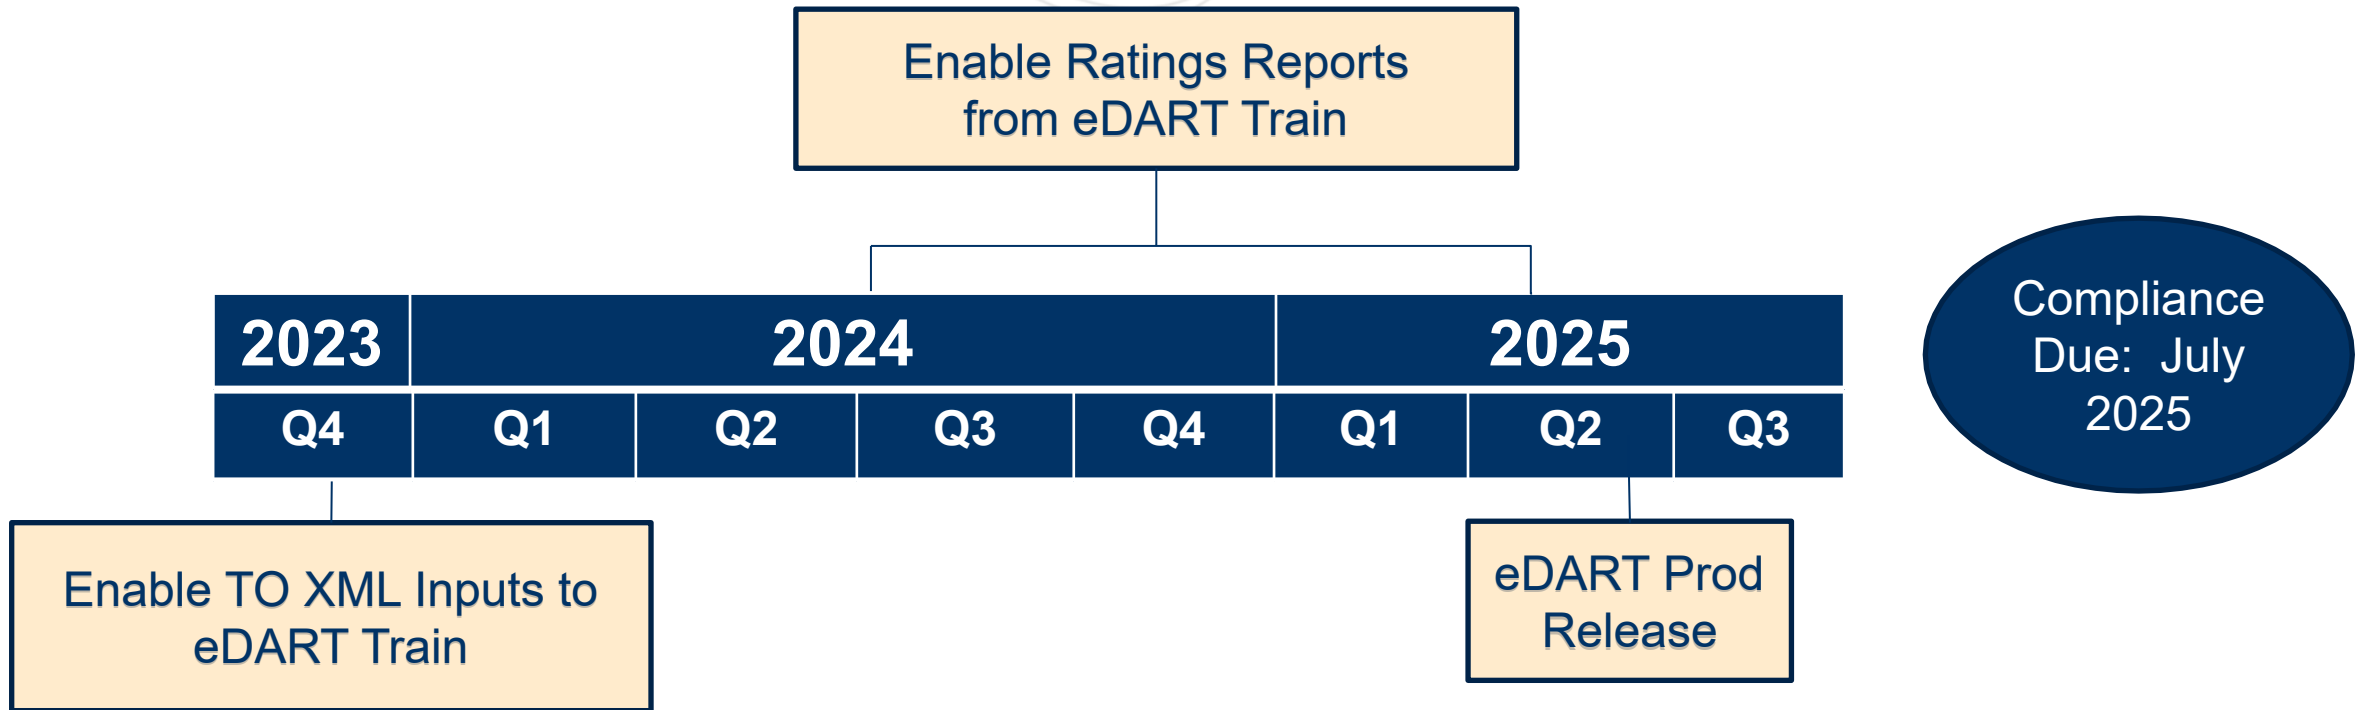 Enable Ratings Reports
from eDART Train
2023 2024 2025
Q4 Q1 Q2 Q3 Q4 Q1 Q2 Q3
Compliance
Due: July
2025
Enable TO XML Inputs to
eDART Train
eDART Prod
Release